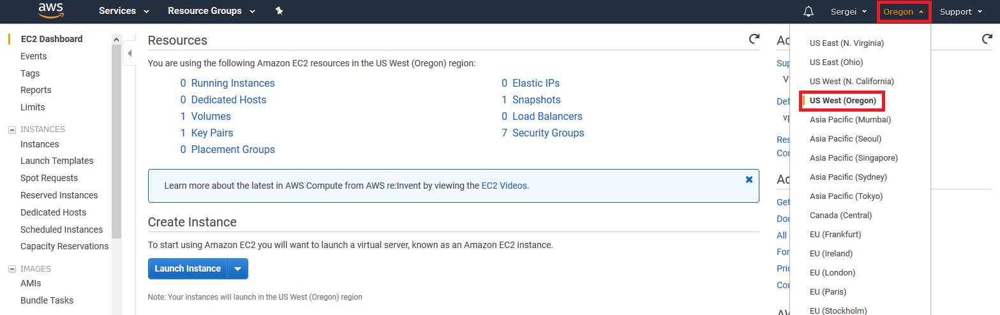 aws
Services
Resource Groups
Sergei
Oregon
Support
EC2 Dashboard
Events
Tags
Reports
Limits
INSTANCES
Instances
Launch Templates
Spot Requests
Reserved Instances
Dedicated Hosts
Scheduled Instances
Capacity Reservations
IMAGES
AMIs
Bundle Tasks
Resources
You are using the following Amazon EC2 resources in the US West (Oregon) region:
0 Running Instances
0 Dedicated Hosts
1 Volumes
1 Key Pairs
0 Placement Groups
0 Elastic IPs
1 Snapshots
0 Load Balancers
7 Security Groups
Learn more about the latest in AWS Compute from AWS re:Invent by viewing the EC2 Videos.
Create Instance
To start using Amazon EC2 you will want to launch a virtual server, known as an Amazon EC2 instance.
Launch Instance
Note: Your instances will launch in the US West (Oregon) region
US East (N. Virginia)
US East (Ohio)
US West (N. California)
US West (Oregon)
Asia Pacific (Mumbai)
Asia Pacific (Seoul)
Asia Pacific (Singapore)
Asia Pacific (Sydney)
Asia Pacific (Tokyo)
Canada (Central)
EU (Frankfurt)
EU (Ireland)
EU (London)
EU (Paris)
EU (Stockholm)